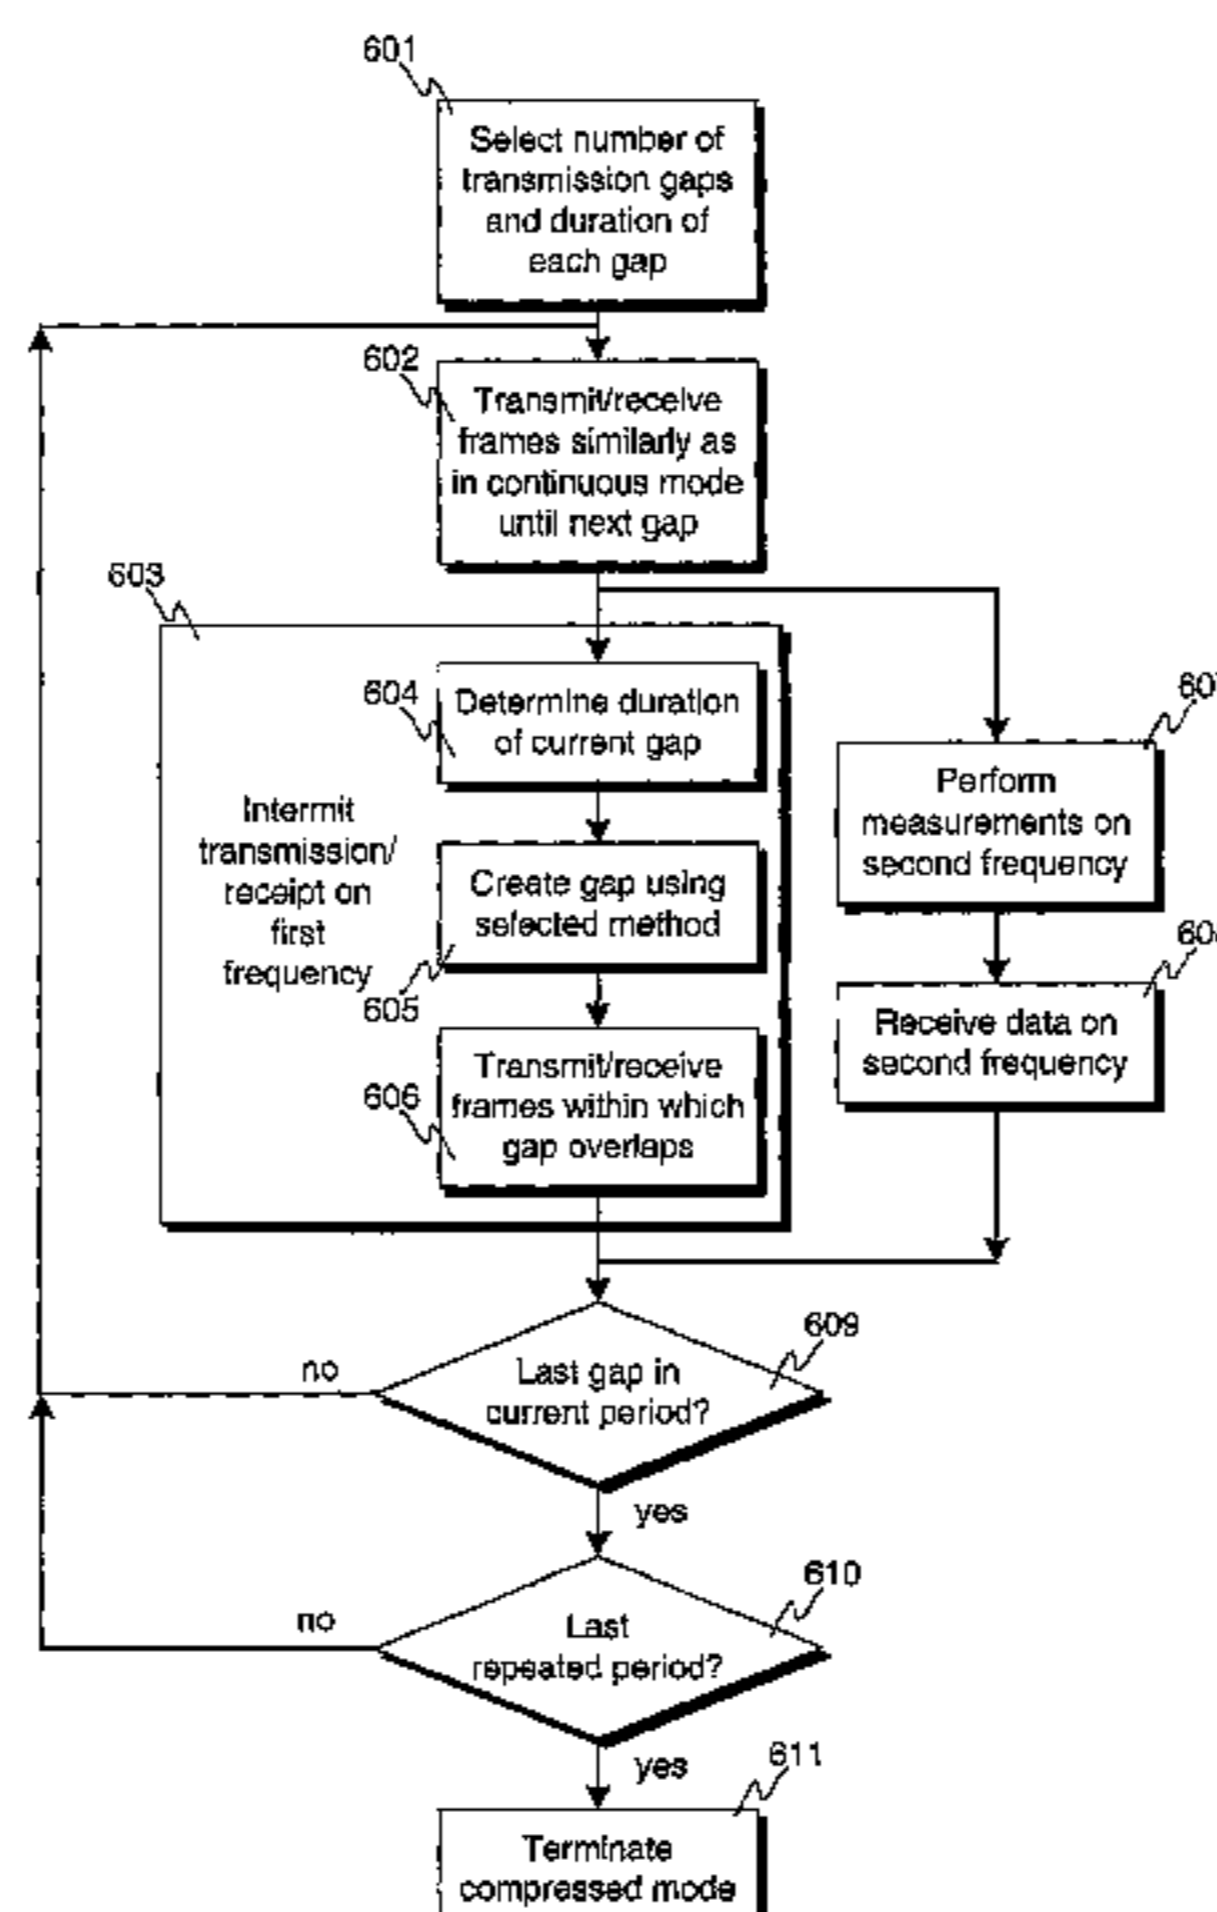 601
Select number of
transmission gaps
and duration of
each gap
602
Transmit/receive
frames similarly as
in continuous mode
until next gap
603
Intermit
transmission/
receipt on
first
frequency
604
Determine duration
of current gap
605
Create gap using
selected method
606
Transmit/receive
frames within which
gap overlaps
Perform
measurements on
second frequency
Receive data on
second frequency
609
Last gap in
current period?
no
yes
610
Last
repeated period?
no
yes
611
Terminate
compressed mode